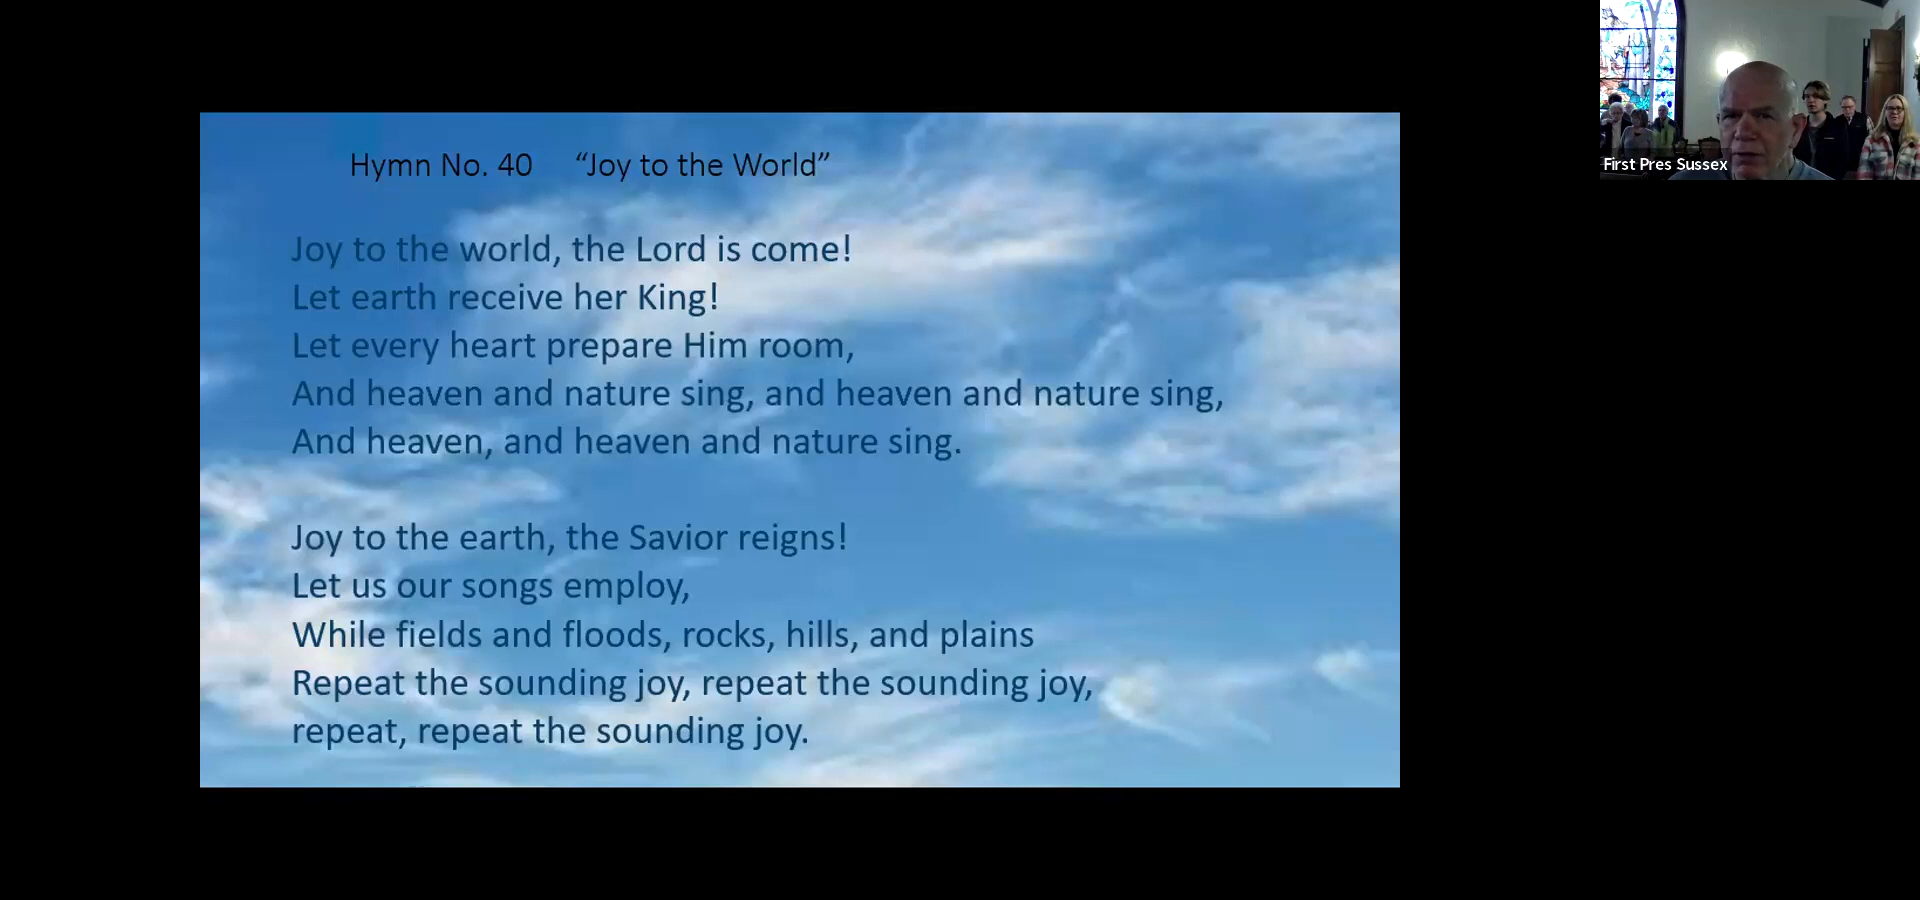 Hymn No. 40 “Joy to the World”
Joy to the world, the Lord is come!
Let earth receive her King!
Let every heart prepare Him room,
And heaven and nature sing, and heaven and nature sing,
And heaven, and heaven and nature sing.
Joy to the earth, the Savior reigns!
Let us our songs employ,
While fields and floods, rocks, hills, and plains
Repeat the sounding joy, repeat the sounding joy,
repeat, repeat the sounding joy.
First Pres Sussex